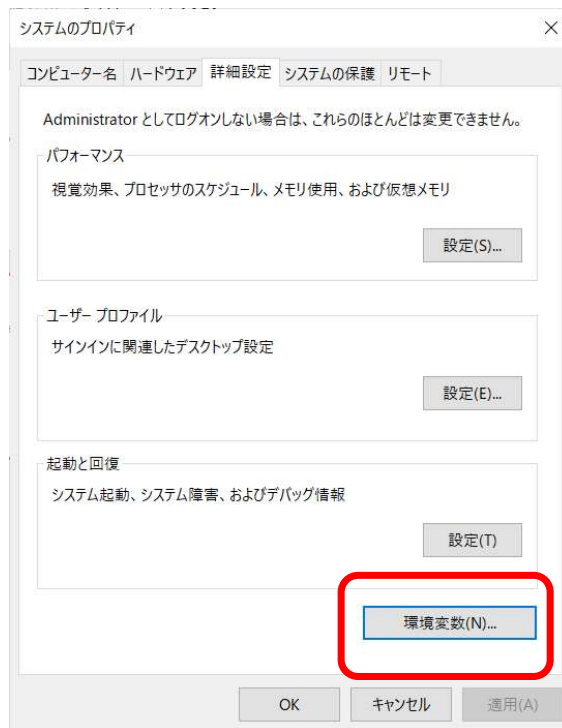 システムのプロパティ
コンピューター名 ハードウェア 詳細設定 システムの保護 リモート
Administrator としてログオンしない場合は、これらのほとんどは変更できません。
パフォーマンス
視覚効果、プロセッサのスケジュール、メモリ使用、および仮想メモリ
設定(S)...
ユーザー プロファイル
サインインに関連したデスクトップ設定
設定(E)...
起動と回復
システム起動、システム障害、およびデバッグ情報
設定(T)
環境変数(N)...
OK キャンセル 適用(A)